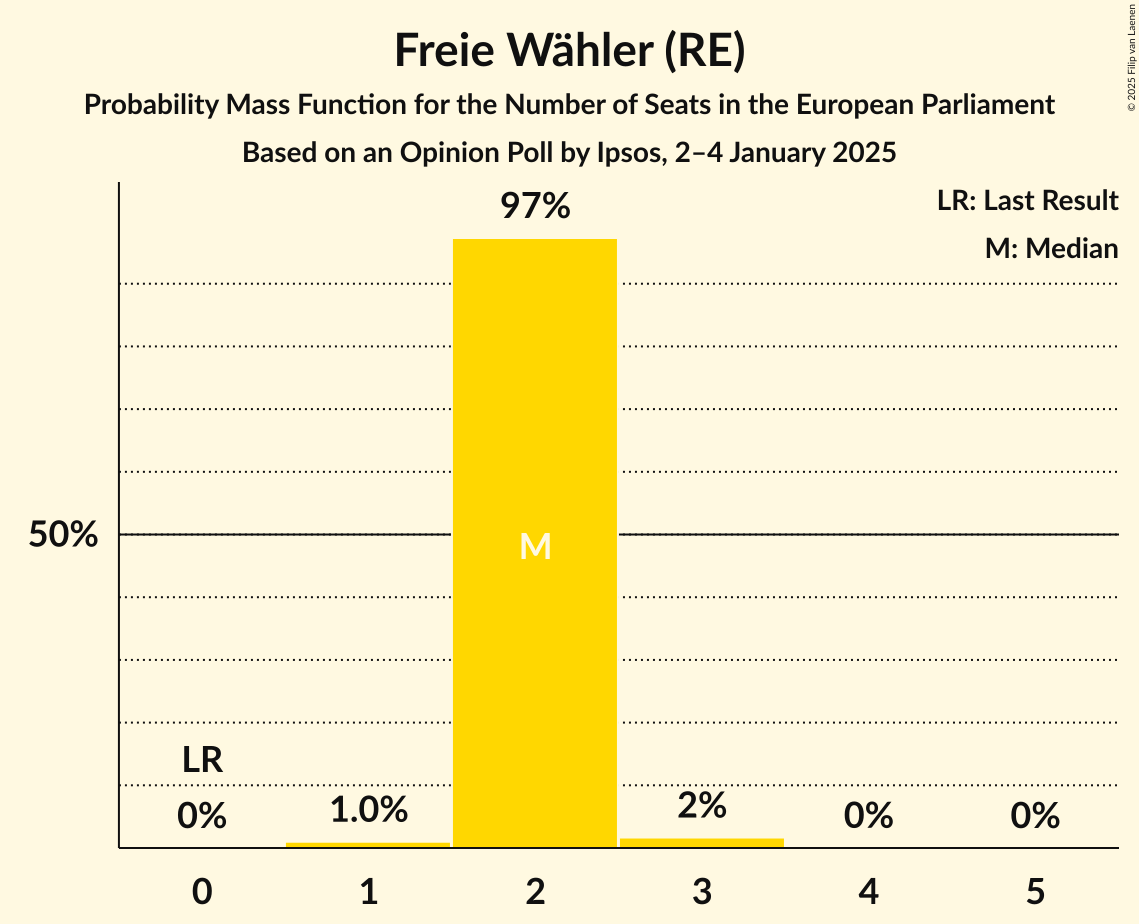 Freie Wähler (RE)
Probability Mass Function for the Number of Seats in the European Parliament
Based on an Opinion Poll by Ipsos, 2–4 January 2025
© 2025 Filip van Laenen
LR: Last Result
M: Median
97%
50%
M
LR
0%
1.0%
2%
0%
0%
0
1
2
3
4
5